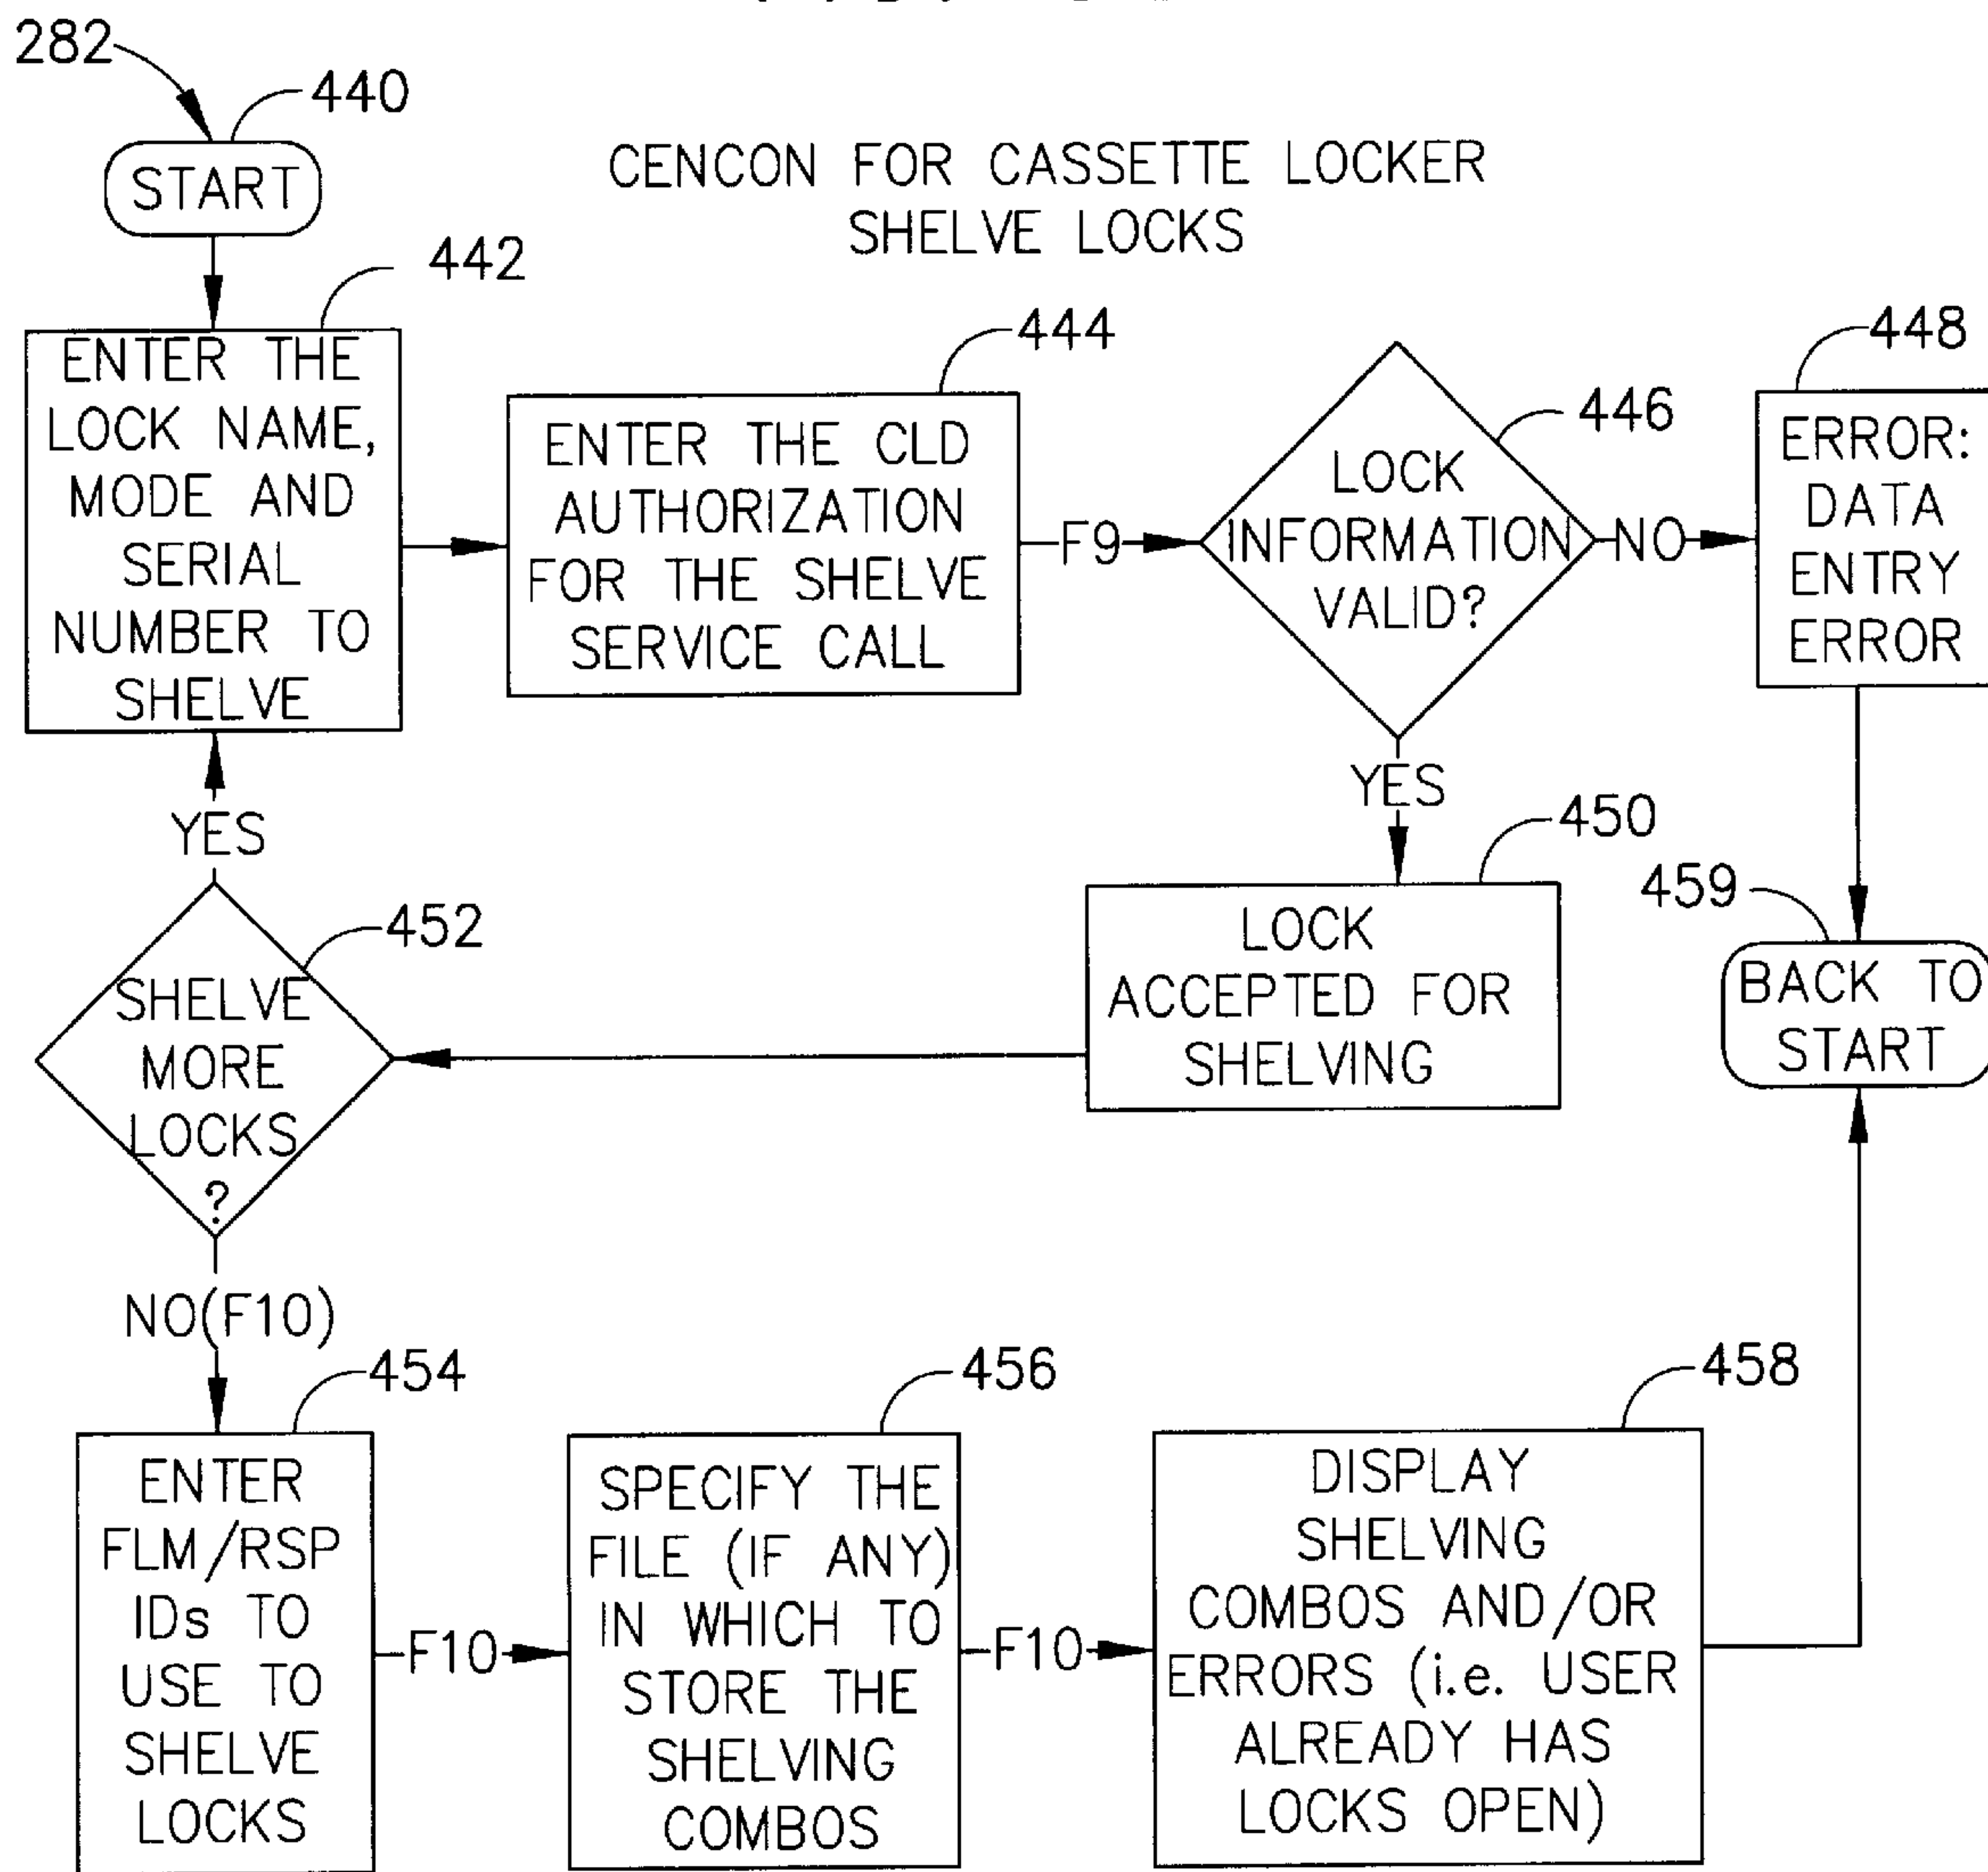 282
440
START
CENCON FOR CASSETTE LOCKER
SHELVE LOCKS
442
ENTER THE
LOCK NAME,
MODE AND
SERIAL
NUMBER TO
SHELVE
444
ENTER THE CLD
AUTHORIZATION
FOR THE SHELVE
SERVICE CALL
F9
446
LOCK
INFORMATION
VALID?
NO
448
ERROR:
DATA
ENTRY
ERROR
YES
450
LOCK
ACCEPTED FOR
SHELVING
459
BACK TO
START
YES
452
SHELVE
MORE
LOCKS
?
NO(F10)
454
ENTER
FLM/RSP
IDs TO
USE TO
SHELVE
LOCKS
F10
456
SPECIFY THE
FILE (IF ANY)
IN WHICH TO
STORE THE
SHELVING
COMBOS
F10
458
DISPLAY
SHELVING
COMBOS AND/OR
ERRORS (i.e. USER
ALREADY HAS
LOCKS OPEN)